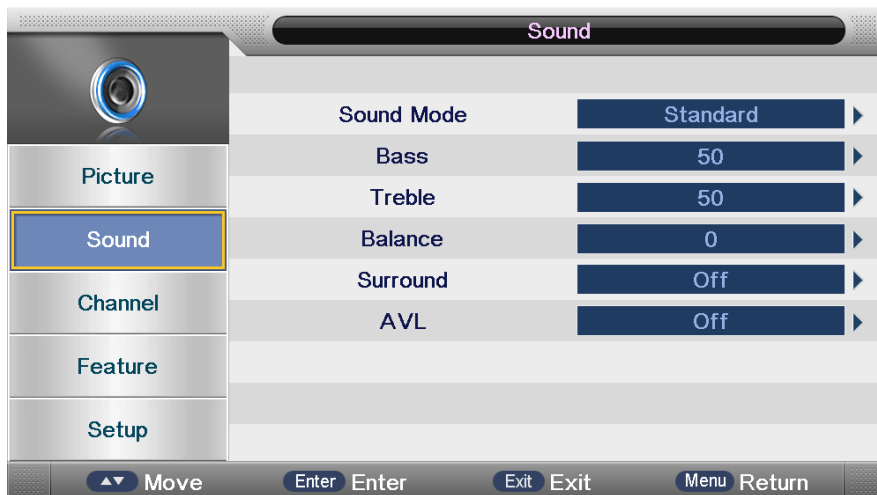 Sound
Picture
Sound
Channel
Feature
Setup
Sound Mode Standard
Bass 50
Treble 50
Balance 0
Surround Off
AVL Off
Move Enter Enter Exit Exit Menu Return